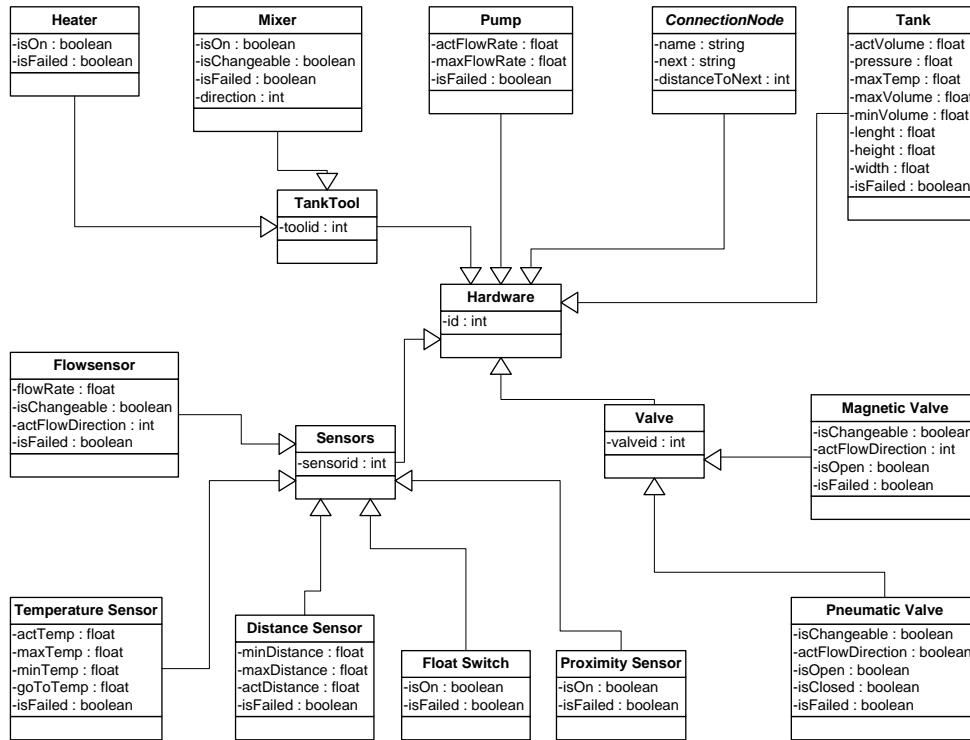 Heater
-isOn : boolean
-isFailed : boolean
Mixer
-isOn : boolean
-isChangeable : boolean
-isFailed : boolean
-direction : int
Pump
-actFlowRate : float
-maxFlowRate : float
-isFailed : boolean
ConnectionNode
-name : string
-next : string
-distanceToNext : int
Tank
-actVolume : float
-pressure : float
-maxTemp : float
-maxVolume : float
-minVolume : float
-lenght : float
-height : float
-width : float
-isFailed : boolean
TankTool
-toolid : int
Hardware
-id : int
Flowsensor
-flowRate : float
-isChangeable : boolean
-actFlowDirection : int
-isFailed : boolean
Sensors
-sensorid : int
Valve
-valveid : int
Magnetic Valve
-isChangeable : boolean
-actFlowDirection : int
-isOpen : boolean
-isFailed : boolean
Temperature Sensor
-actTemp : float
-maxTemp : float
-minTemp : float
-goToTemp : float
-isFailed : boolean
Distance Sensor
-minDistance : float
-maxDistance : float
-actDistance : float
-isFailed : boolean
Float Switch
-isOn : boolean
-isFailed : boolean
Proximity Sensor
-isOn : boolean
-isFailed : boolean
Pneumatic Valve
-isChangeable : boolean
-actFlowDirection : boolean
-isOpen : boolean
-isClosed : boolean
-isFailed : boolean